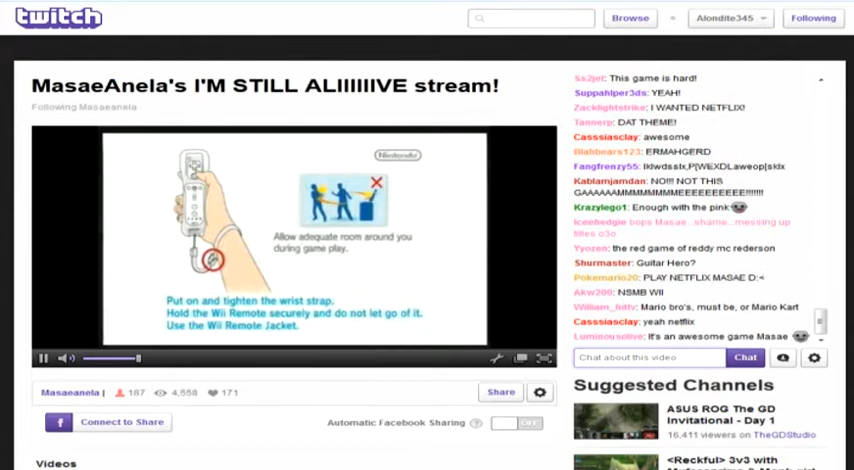 twitch
Browse
Alondite345
Following
MasaeAnela's I'M STILL ALIIIIIIVE stream!
Following Masaeanela
Nintendo
Allow adequate room around you
during game play.
Put on and tighten the wrist strap.
Hold the Wii Remote securely and do not let go of it.
Use the Wii Remote Jacket.
Masaeanela |
187
4,558
171
Share
f
Connect to Share
Automatic Facebook Sharing
?
OFF
Videos
Ss2jet: This game is hard!
Suppahlper3ds: YEAH!
Zacklightstrike: I WANTED NETFLIX!
Tannerp: DAT THEME!
Casssiasclay: awesome
Blahbears123: ERMAHGERD
Kablamjamdan: NO!!! NOT THIS
Krazylego1: Enough with the pink
Iceehedgie bops Masae...shame...messing up
titles o3o
Yyozen: the red game of reddy mc rederson
Shurmaster: Guitar Hero?
Pokemario20: PLAY NETFLIX MASAE D:<
Akw200: NSMB WII
William_hdtv: Mario bro's, must be, or Mario Kart
Casssiasclay: yeah netflix
Luminousolive: It's an awesome game Masae
Chat about this video
Chat
Suggested Channels
ASUS ROG The GD
Invitational - Day 1
16,411 viewers on TheGDStudio
<Reckful> 3v3 with